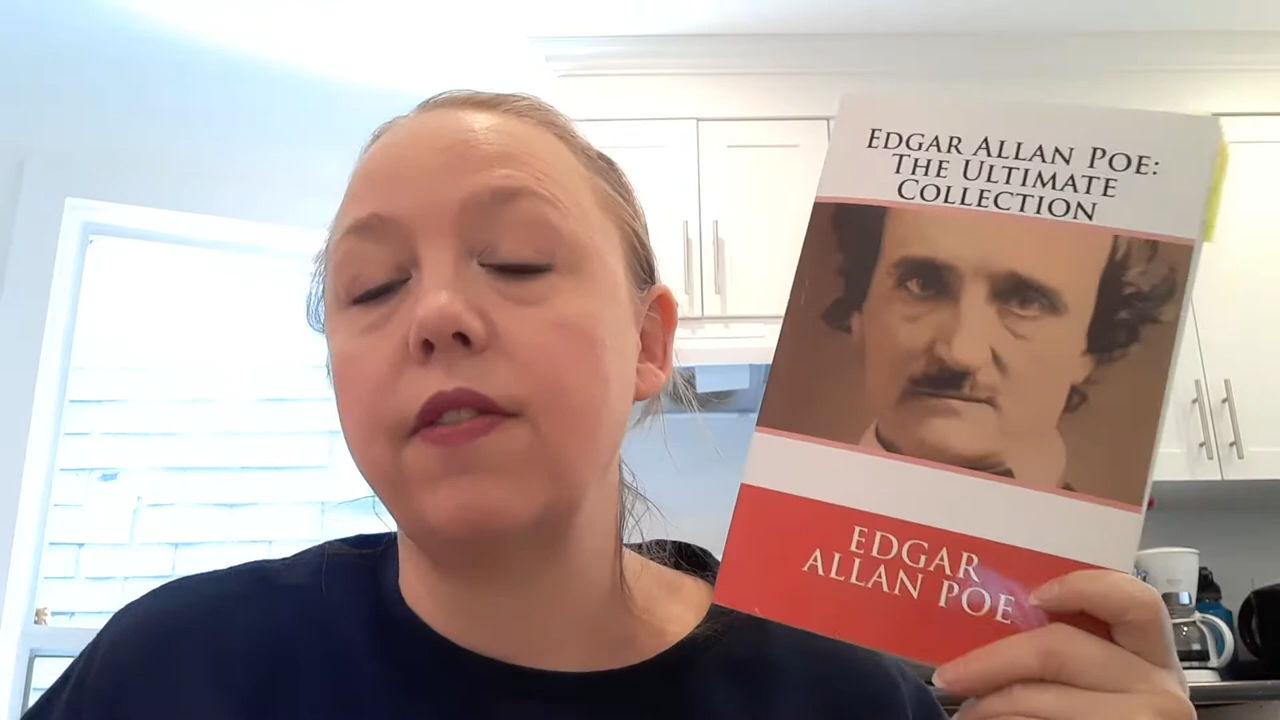 EDGAR ALLAN POE:
THE ULTIMATE
COLLECTION
EDGAR
ALLAN POE